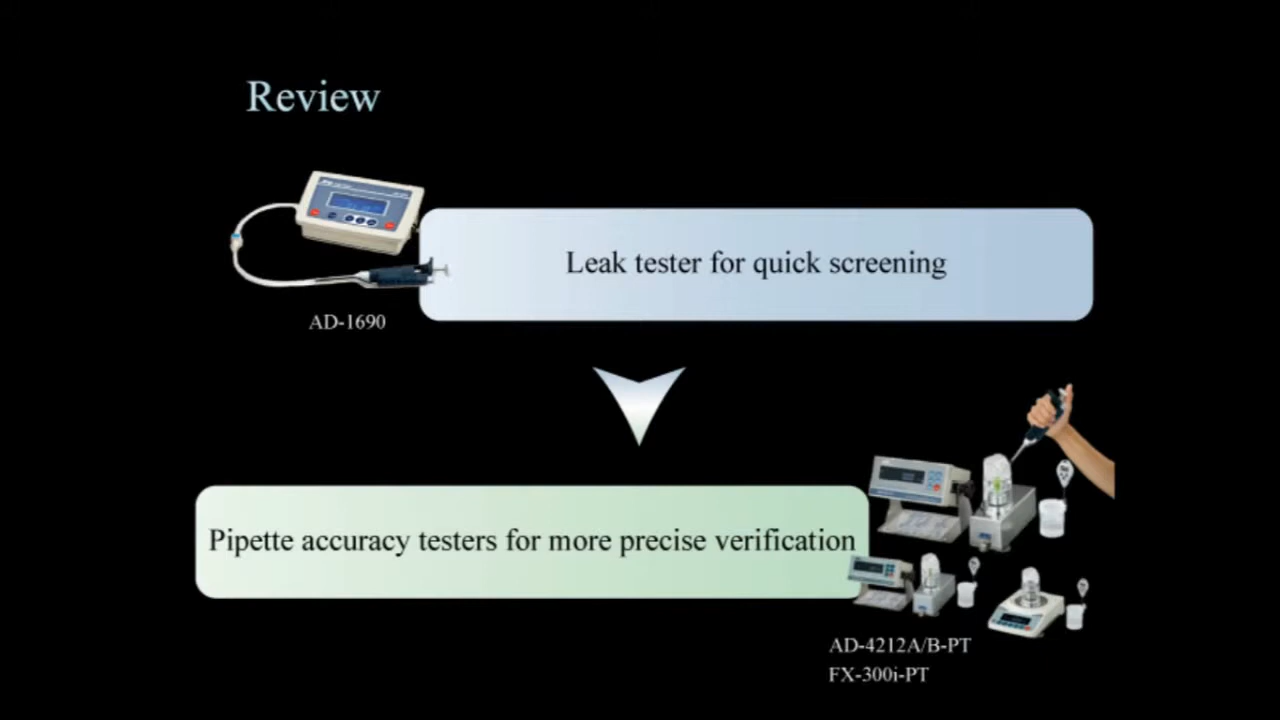 Review
Leak tester for quick screening
AD-1690
Pipette accuracy testers for more precise verification
AD-4212A/B-PT
FX-300i-PT